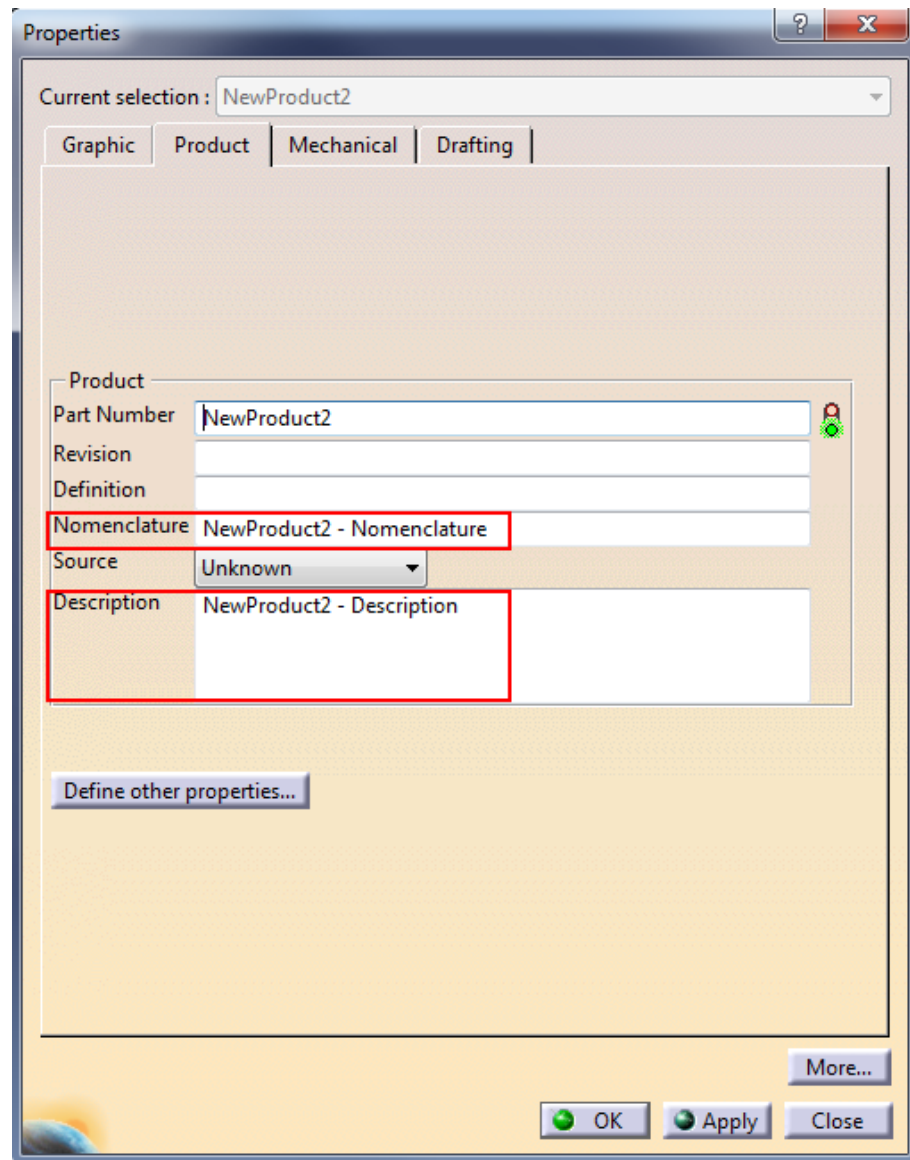 Properties
Current selection : NewProduct2
Graphic Product Mechanical Drafting
Product
Part Number NewProduct2
Revision
Definition
Nomenclature NewProduct2 - Nomenclature
Source Unknown
Description NewProduct2 - Description
Define other properties...
More...
OK Apply Close